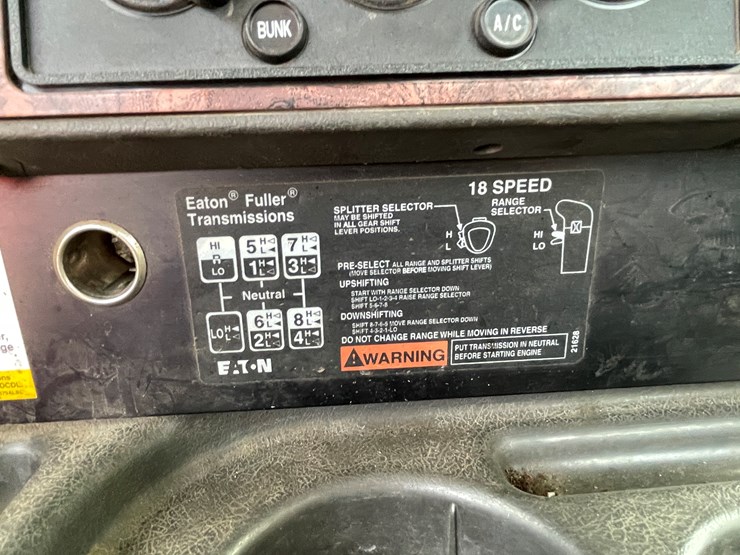 BUNK
A/C
Eaton® Fuller®
Transmissions
18 SPEED
SPLITTER SELECTOR
MAY BE SHIFTED
IN ALL GEAR SHIFT
LEVER POSITIONS.
H
L
RANGE
SELECTOR
HI
LO
HI
R
LO
5 H L
7 H L
1 H L
3 H L
Neutral
LO H L
6 H L
8 H L
2 H L
4 H L
PRE-SELECT ALL RANGE AND SPLITTER SHIFTS
(MOVE SELECTOR BEFORE MOVING SHIFT LEVER)
UPSHIFTING
START WITH RANGE SELECTOR DOWN
SHIFT LO-1-2-3-4 RAISE RANGE SELECTOR
SHIFT 5-6-7-8
DOWNSHIFTING
SHIFT 8-7-6-5 MOVE RANGE SELECTOR DOWN
SHIFT 4-3-2-1-LO
DO NOT CHANGE RANGE WHILE MOVING IN REVERSE
WARNING
PUT TRANSMISSION IN NEUTRAL
BEFORE STARTING ENGINE
21628
EATON